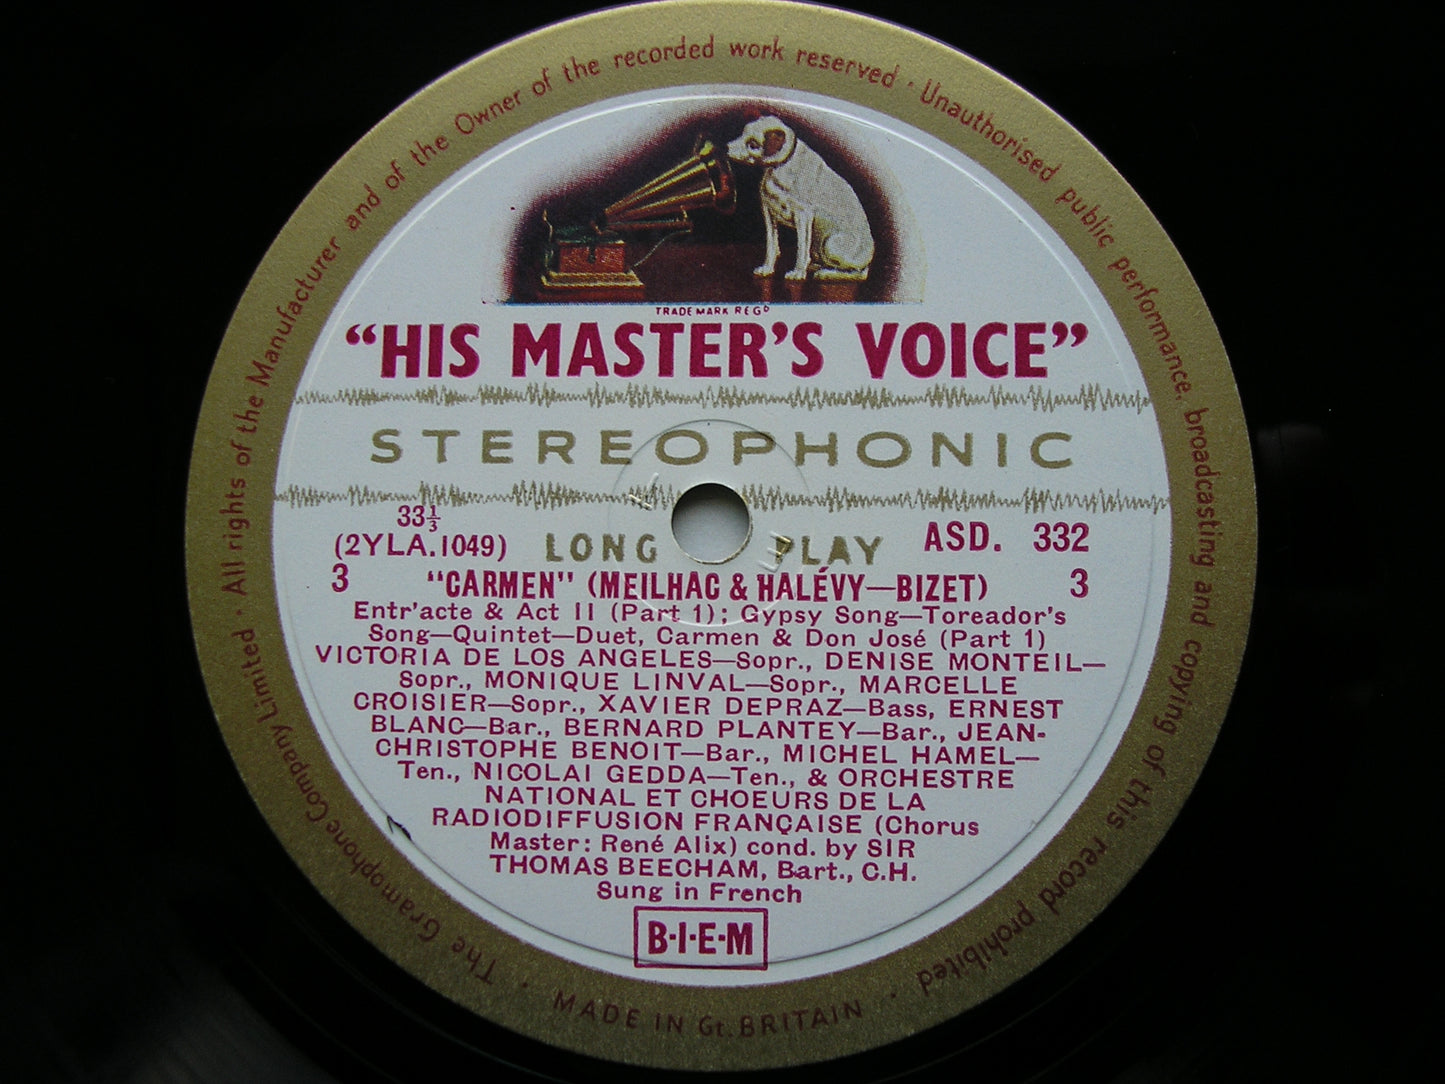 The Gramophone Company Limited · All rights of the Manufacturer and of the Owner of the recorded work reserved · Unauthorised public performance, broadcasting and copying of this record prohibited ·
TRADE MARK REGD
“HIS MASTER'S VOICE”
STEREOPHONIC
33⅓
(2YLA.1049) LONG PLAY ASD. 332
3 “CARMEN” (MEILHAC & HALÉVY—BIZET) 3
Entr'acte & Act II (Part 1); Gypsy Song—Toreador's
Song—Quintet—Duet, Carmen & Don José (Part 1)
VICTORIA DE LOS ANGELES—Sopr., DENISE MONTEIL—
Sopr., MONIQUE LINVAL—Sopr., MARCELLE
CROISIER—Sopr., XAVIER DEPRAZ—Bass, ERNEST
BLANC—Bar., BERNARD PLANTEY—Bar., JEAN-
CHRISTOPHE BENOIT—Bar., MICHEL HAMEL—
Ten., NICOLAI GEDDA—Ten., & ORCHESTRE
NATIONAL ET CHOEURS DE LA
RADIODIFFUSION FRANÇAISE (Chorus
Master: René Alix) cond. by SIR
THOMAS BEECHAM, Bart., C.H.
Sung in French
B·I·E·M
MADE IN Gt. BRITAIN